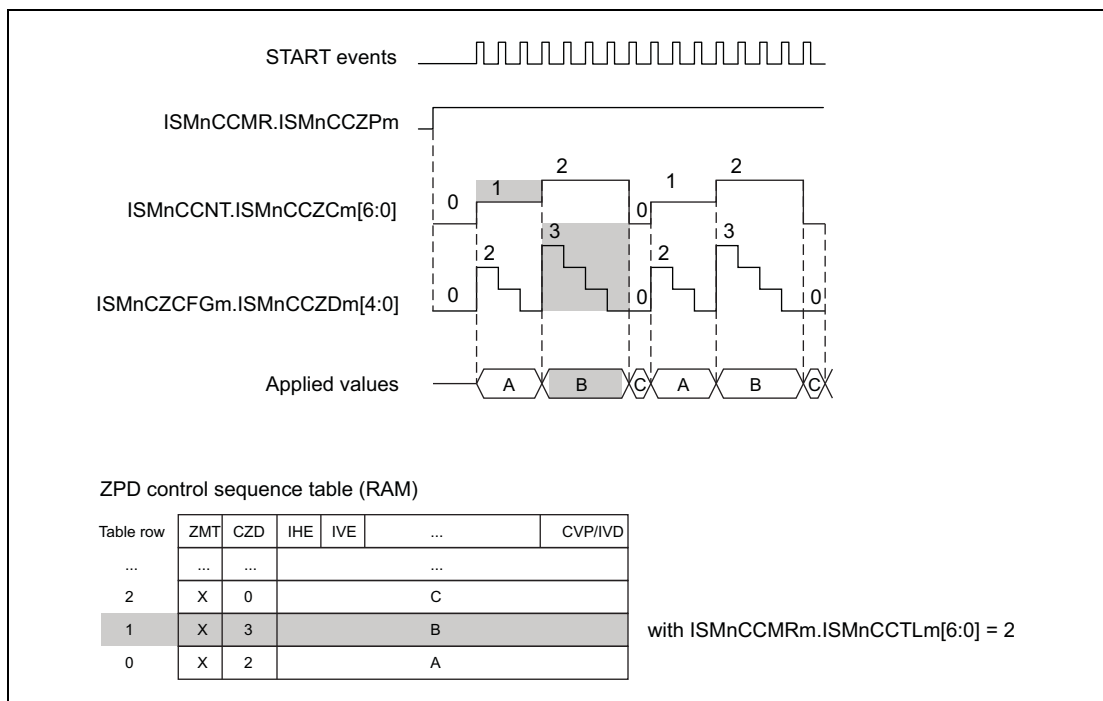 START events
ISMnCCMR.ISMnCCZPm
0 1 2 0 1 2
ISMnCCNT.ISMnCCZCm[6:0]
0 2 3 0 2 3 0
ISMnCZCFGm.ISMnCCZDm[4:0]
Applied values A B C A B C
ZPD control sequence table (RAM)
Table row ZMT CZD IHE IVE ... CVP/IVD
... ... ... ...
2 X 0 C
1 X 3 B with ISMnCCMRm.ISMnCCTLm[6:0] = 2
0 X 2 A